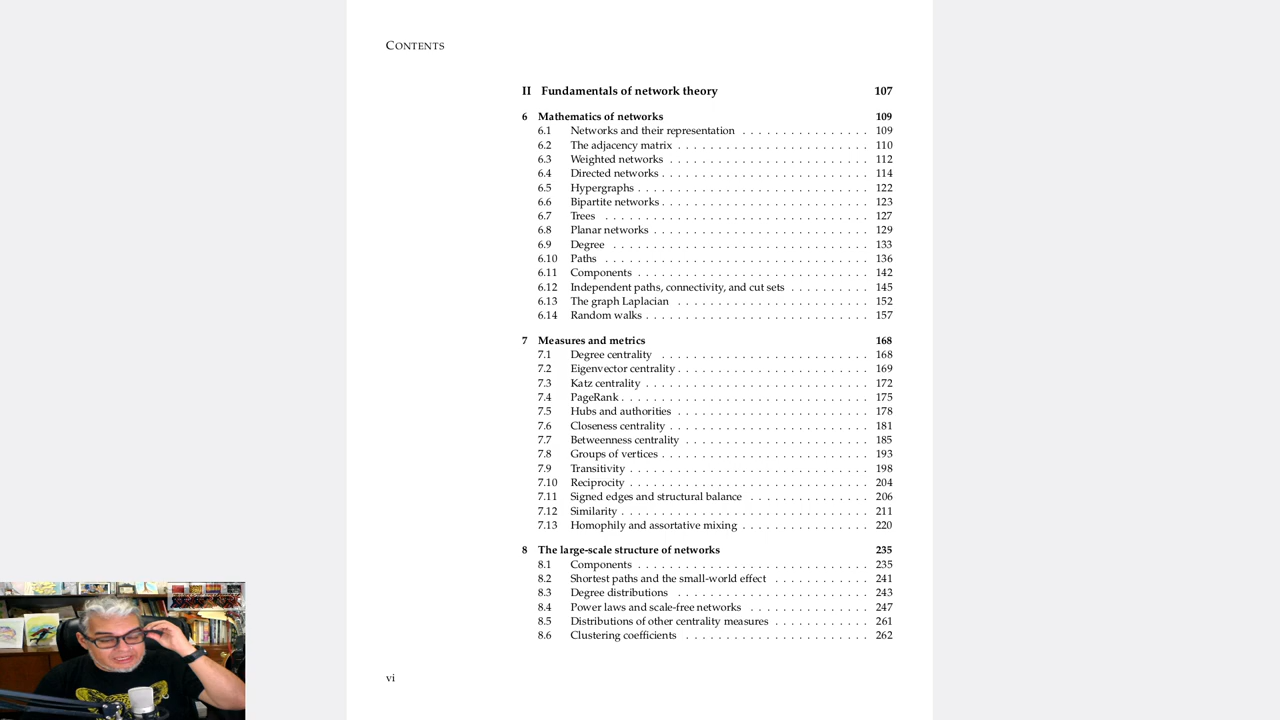 CONTENTS
II Fundamentals of network theory 107
6 Mathematics of networks 109
6.1 Networks and their representation . . . . . . . . . . . . . . . . 109
6.2 The adjacency matrix . . . . . . . . . . . . . . . . . . . . . . . . 110
6.3 Weighted networks . . . . . . . . . . . . . . . . . . . . . . . . . 112
6.4 Directed networks . . . . . . . . . . . . . . . . . . . . . . . . . . 114
6.5 Hypergraphs . . . . . . . . . . . . . . . . . . . . . . . . . . . . 122
6.6 Bipartite networks . . . . . . . . . . . . . . . . . . . . . . . . . . 123
6.7 Trees . . . . . . . . . . . . . . . . . . . . . . . . . . . . . . . 127
6.8 Planar networks . . . . . . . . . . . . . . . . . . . . . . . . . . 129
6.9 Degree . . . . . . . . . . . . . . . . . . . . . . . . . . . . . . 133
6.10 Paths . . . . . . . . . . . . . . . . . . . . . . . . . . . . . . . 136
6.11 Components . . . . . . . . . . . . . . . . . . . . . . . . . . . . 142
6.12 Independent paths, connectivity, and cut sets . . . . . . . . . . 145
6.13 The graph Laplacian . . . . . . . . . . . . . . . . . . . . . . . . 152
6.14 Random walks . . . . . . . . . . . . . . . . . . . . . . . . . . . 157
7 Measures and metrics 168
7.1 Degree centrality . . . . . . . . . . . . . . . . . . . . . . . . . . 168
7.2 Eigenvector centrality . . . . . . . . . . . . . . . . . . . . . . . . 169
7.3 Katz centrality . . . . . . . . . . . . . . . . . . . . . . . . . . . 172
7.4 PageRank . . . . . . . . . . . . . . . . . . . . . . . . . . . . . . 175
7.5 Hubs and authorities . . . . . . . . . . . . . . . . . . . . . . . . 178
7.6 Closeness centrality . . . . . . . . . . . . . . . . . . . . . . . . . 181
7.7 Betweenness centrality . . . . . . . . . . . . . . . . . . . . . . . 185
7.8 Groups of vertices . . . . . . . . . . . . . . . . . . . . . . . . . . 193
7.9 Transitivity . . . . . . . . . . . . . . . . . . . . . . . . . . . . . 198
7.10 Reciprocity . . . . . . . . . . . . . . . . . . . . . . . . . . . . . 204
7.11 Signed edges and structural balance . . . . . . . . . . . . . . . 206
7.12 Similarity . . . . . . . . . . . . . . . . . . . . . . . . . . . . . . 211
7.13 Homophily and assortative mixing . . . . . . . . . . . . . . . . 220
8 The large-scale structure of networks 235
8.1 Components . . . . . . . . . . . . . . . . . . . . . . . . . . . . 235
8.2 Shortest paths and the small-world effect . . . . . . . . . . . . 241
8.3 Degree distributions . . . . . . . . . . . . . . . . . . . . . . . . 243
8.4 Power laws and scale-free networks . . . . . . . . . . . . . . . 247
8.5 Distributions of other centrality measures . . . . . . . . . . . . 261
8.6 Clustering coefficients . . . . . . . . . . . . . . . . . . . . . . . 262
vi